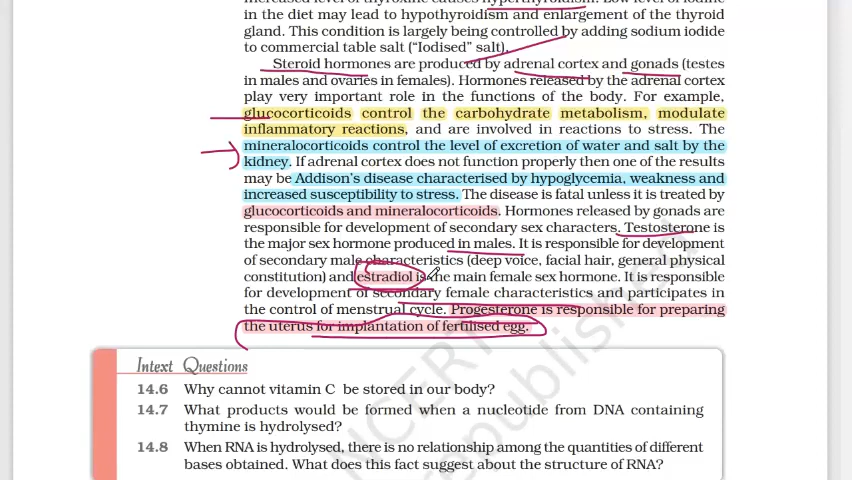 increased level of thyroxine causes hyperthyroidism. Low level of iodine
in the diet may lead to hypothyroidism and enlargement of the thyroid
gland. This condition is largely being controlled by adding sodium iodide
to commercial table salt ("Iodised" salt).
Steroid hormones are produced by adrenal cortex and gonads (testes
in males and ovaries in females). Hormones released by the adrenal cortex
play very important role in the functions of the body. For example,
glucocorticoids control the carbohydrate metabolism, modulate
inflammatory reactions, and are involved in reactions to stress. The
mineralocorticoids control the level of excretion of water and salt by the
kidney. If adrenal cortex does not function properly then one of the results
may be Addison's disease characterised by hypoglycemia, weakness and
increased susceptibility to stress. The disease is fatal unless it is treated by
glucocorticoids and mineralocorticoids. Hormones released by gonads are
responsible for development of secondary sex characters. Testosterone is
the major sex hormone produced in males. It is responsible for development
of secondary male characteristics (deep voice, facial hair, general physical
constitution) and estradiol is the main female sex hormone. It is responsible
for development of secondary female characteristics and participates in
the control of menstrual cycle. Progesterone is responsible for preparing
the uterus for implantation of fertilised egg.
Intext Questions
14.6 Why cannot vitamin C be stored in our body?
14.7 What products would be formed when a nucleotide from DNA containing
thymine is hydrolysed?
14.8 When RNA is hydrolysed, there is no relationship among the quantities of different
bases obtained. What does this fact suggest about the structure of RNA?
NCERT
republished